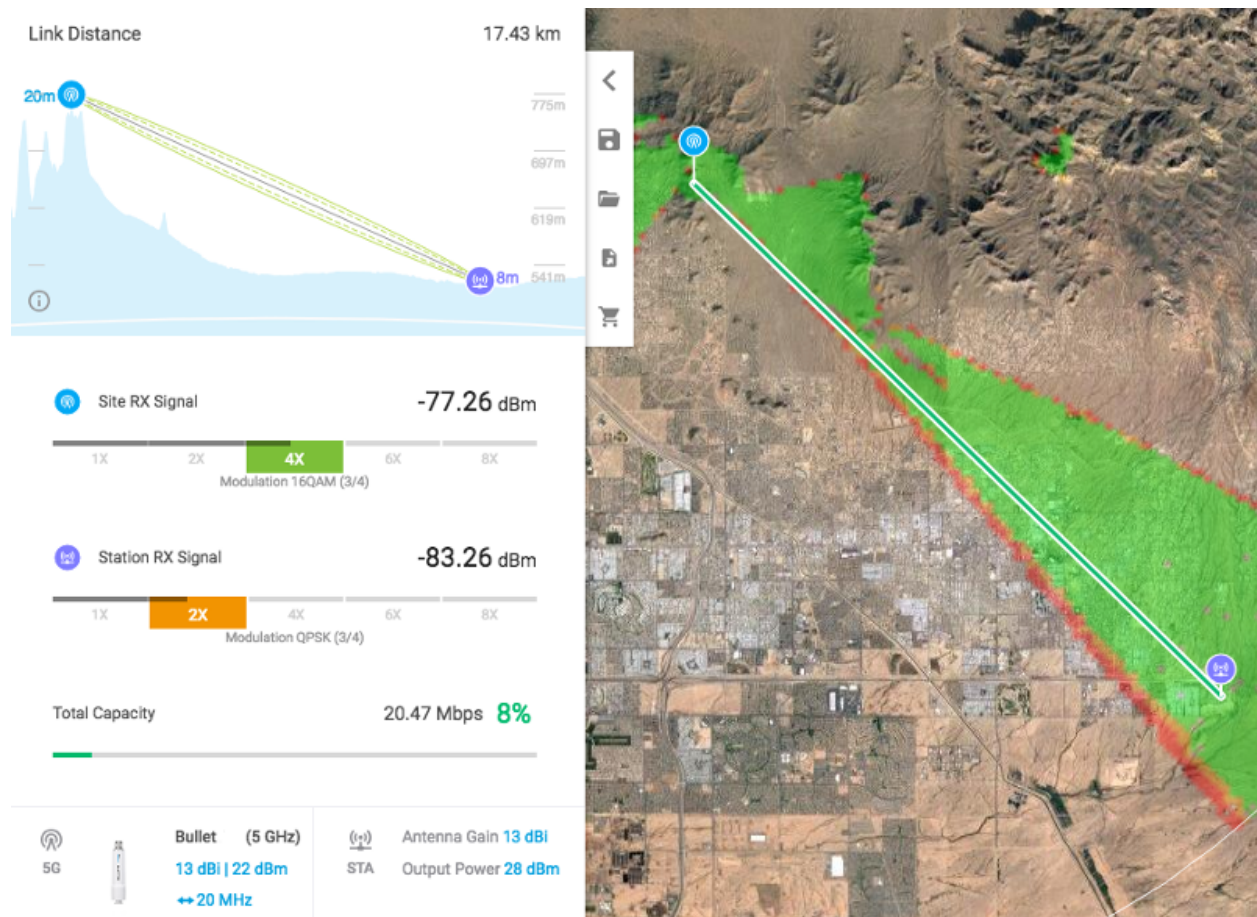 Link Distance 17.43 km
20m
775m
697m
619m
8m 541m
Site RX Signal -77.26 dBm
1X 2X 4X 6X 8X
Modulation 16QAM (3/4)
Station RX Signal -83.26 dBm
1X 2X 4X 6X 8X
Modulation QPSK (3/4)
Total Capacity 20.47 Mbps 8%
Bullet (5 GHz) Antenna Gain 13 dBi
5G 13 dBi | 22 dBm STA Output Power 28 dBm
↔ 20 MHz